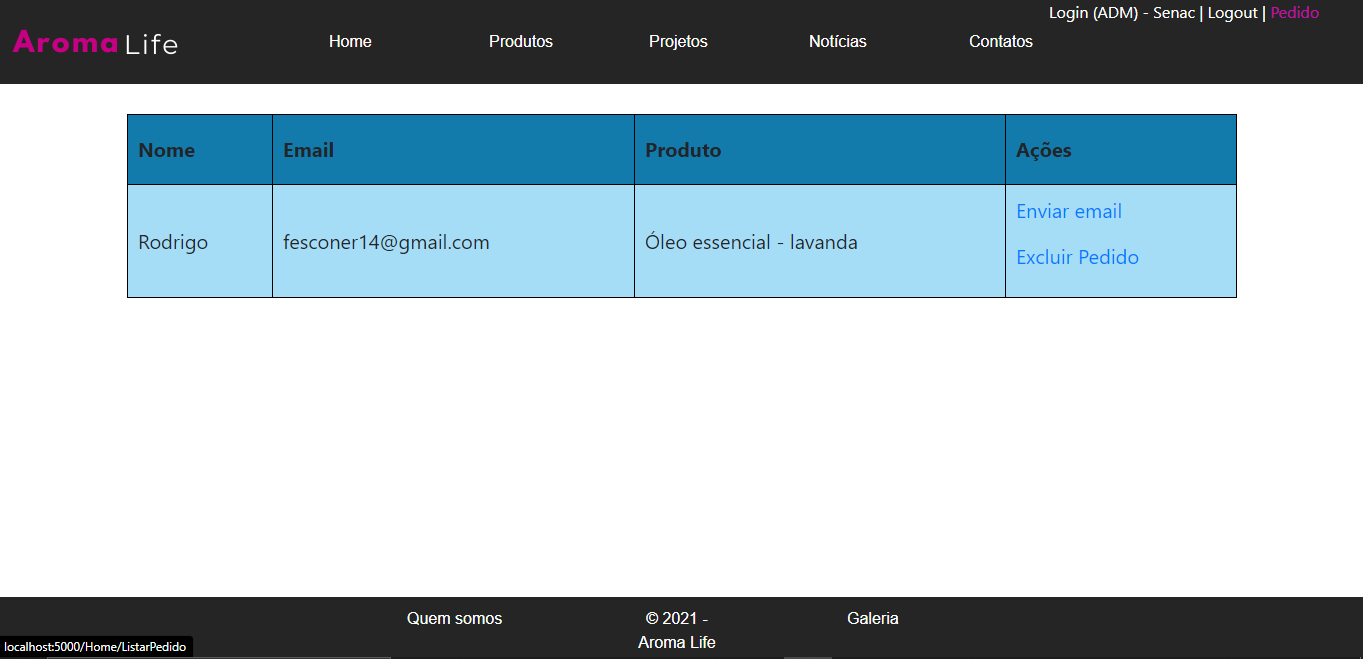 Login (ADM) - Senac | Logout | Pedido
Aroma Life
Home Produtos Projetos Notícias Contatos
Nome Email Produto Ações
Rodrigo fesconer14@gmail.com Óleo essencial - lavanda Enviar email
Excluir Pedido
Quem somos © 2021 - Galeria
Aroma Life
localhost:5000/Home/ListarPedido